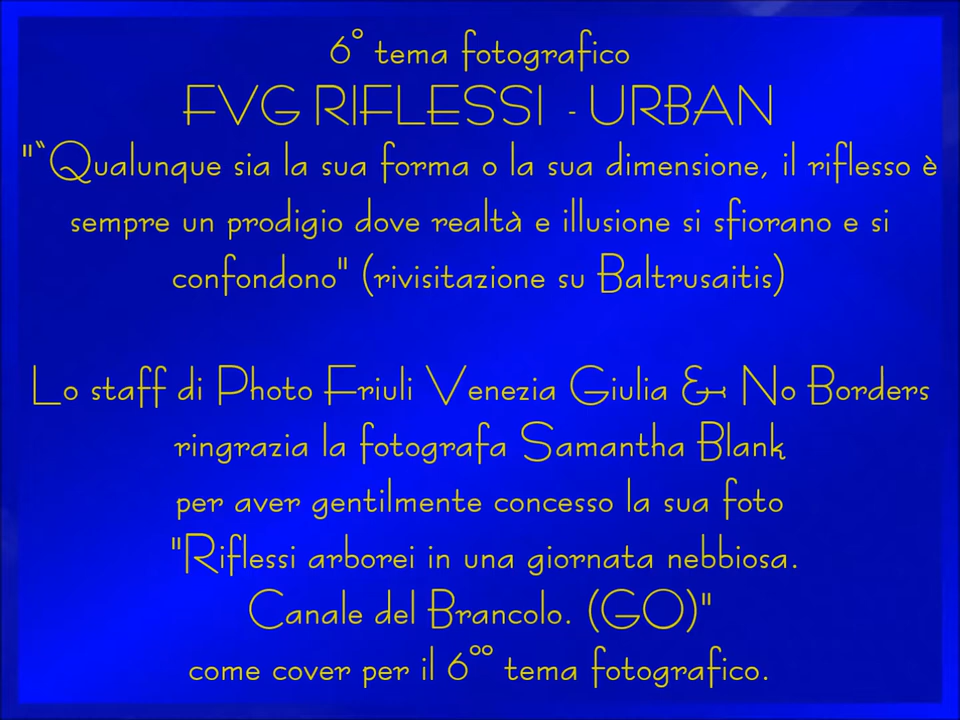 6° tema fotografico
FVG RIFLESSI - URBAN
"“Qualunque sia la sua forma o la sua dimensione, il riflesso è
sempre un prodigio dove realtà e illusione si sfiorano e si
confondono" (rivisitazione su Baltrusaitis)
Lo staff di Photo Friuli Venezia Giulia & No Borders
ringrazia la fotografa Samantha Blank
per aver gentilmente concesso la sua foto
"Riflessi arborei in una giornata nebbiosa.
Canale del Brancolo. (GO)"
come cover per il 6°° tema fotografico.